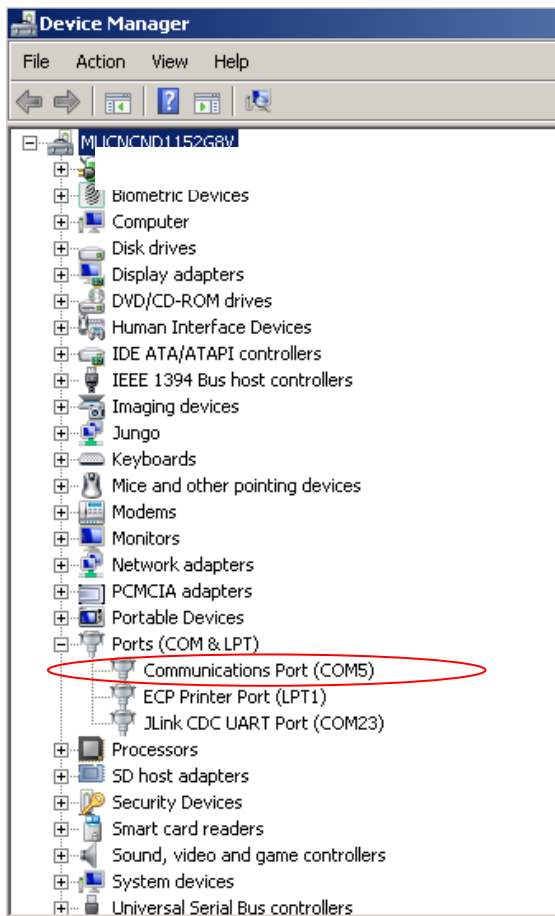 Device Manager
File Action View Help
MUCNCND1152G8V
Biometric Devices
Computer
Disk drives
Display adapters
DVD/CD-ROM drives
Human Interface Devices
IDE ATA/ATAPI controllers
IEEE 1394 Bus host controllers
Imaging devices
Jungo
Keyboards
Mice and other pointing devices
Modems
Monitors
Network adapters
PCMCIA adapters
Portable Devices
Ports (COM & LPT)
Communications Port (COM5)
ECP Printer Port (LPT1)
JLink CDC UART Port (COM23)
Processors
SD host adapters
Security Devices
Smart card readers
Sound, video and game controllers
System devices
Universal Serial Bus controllers